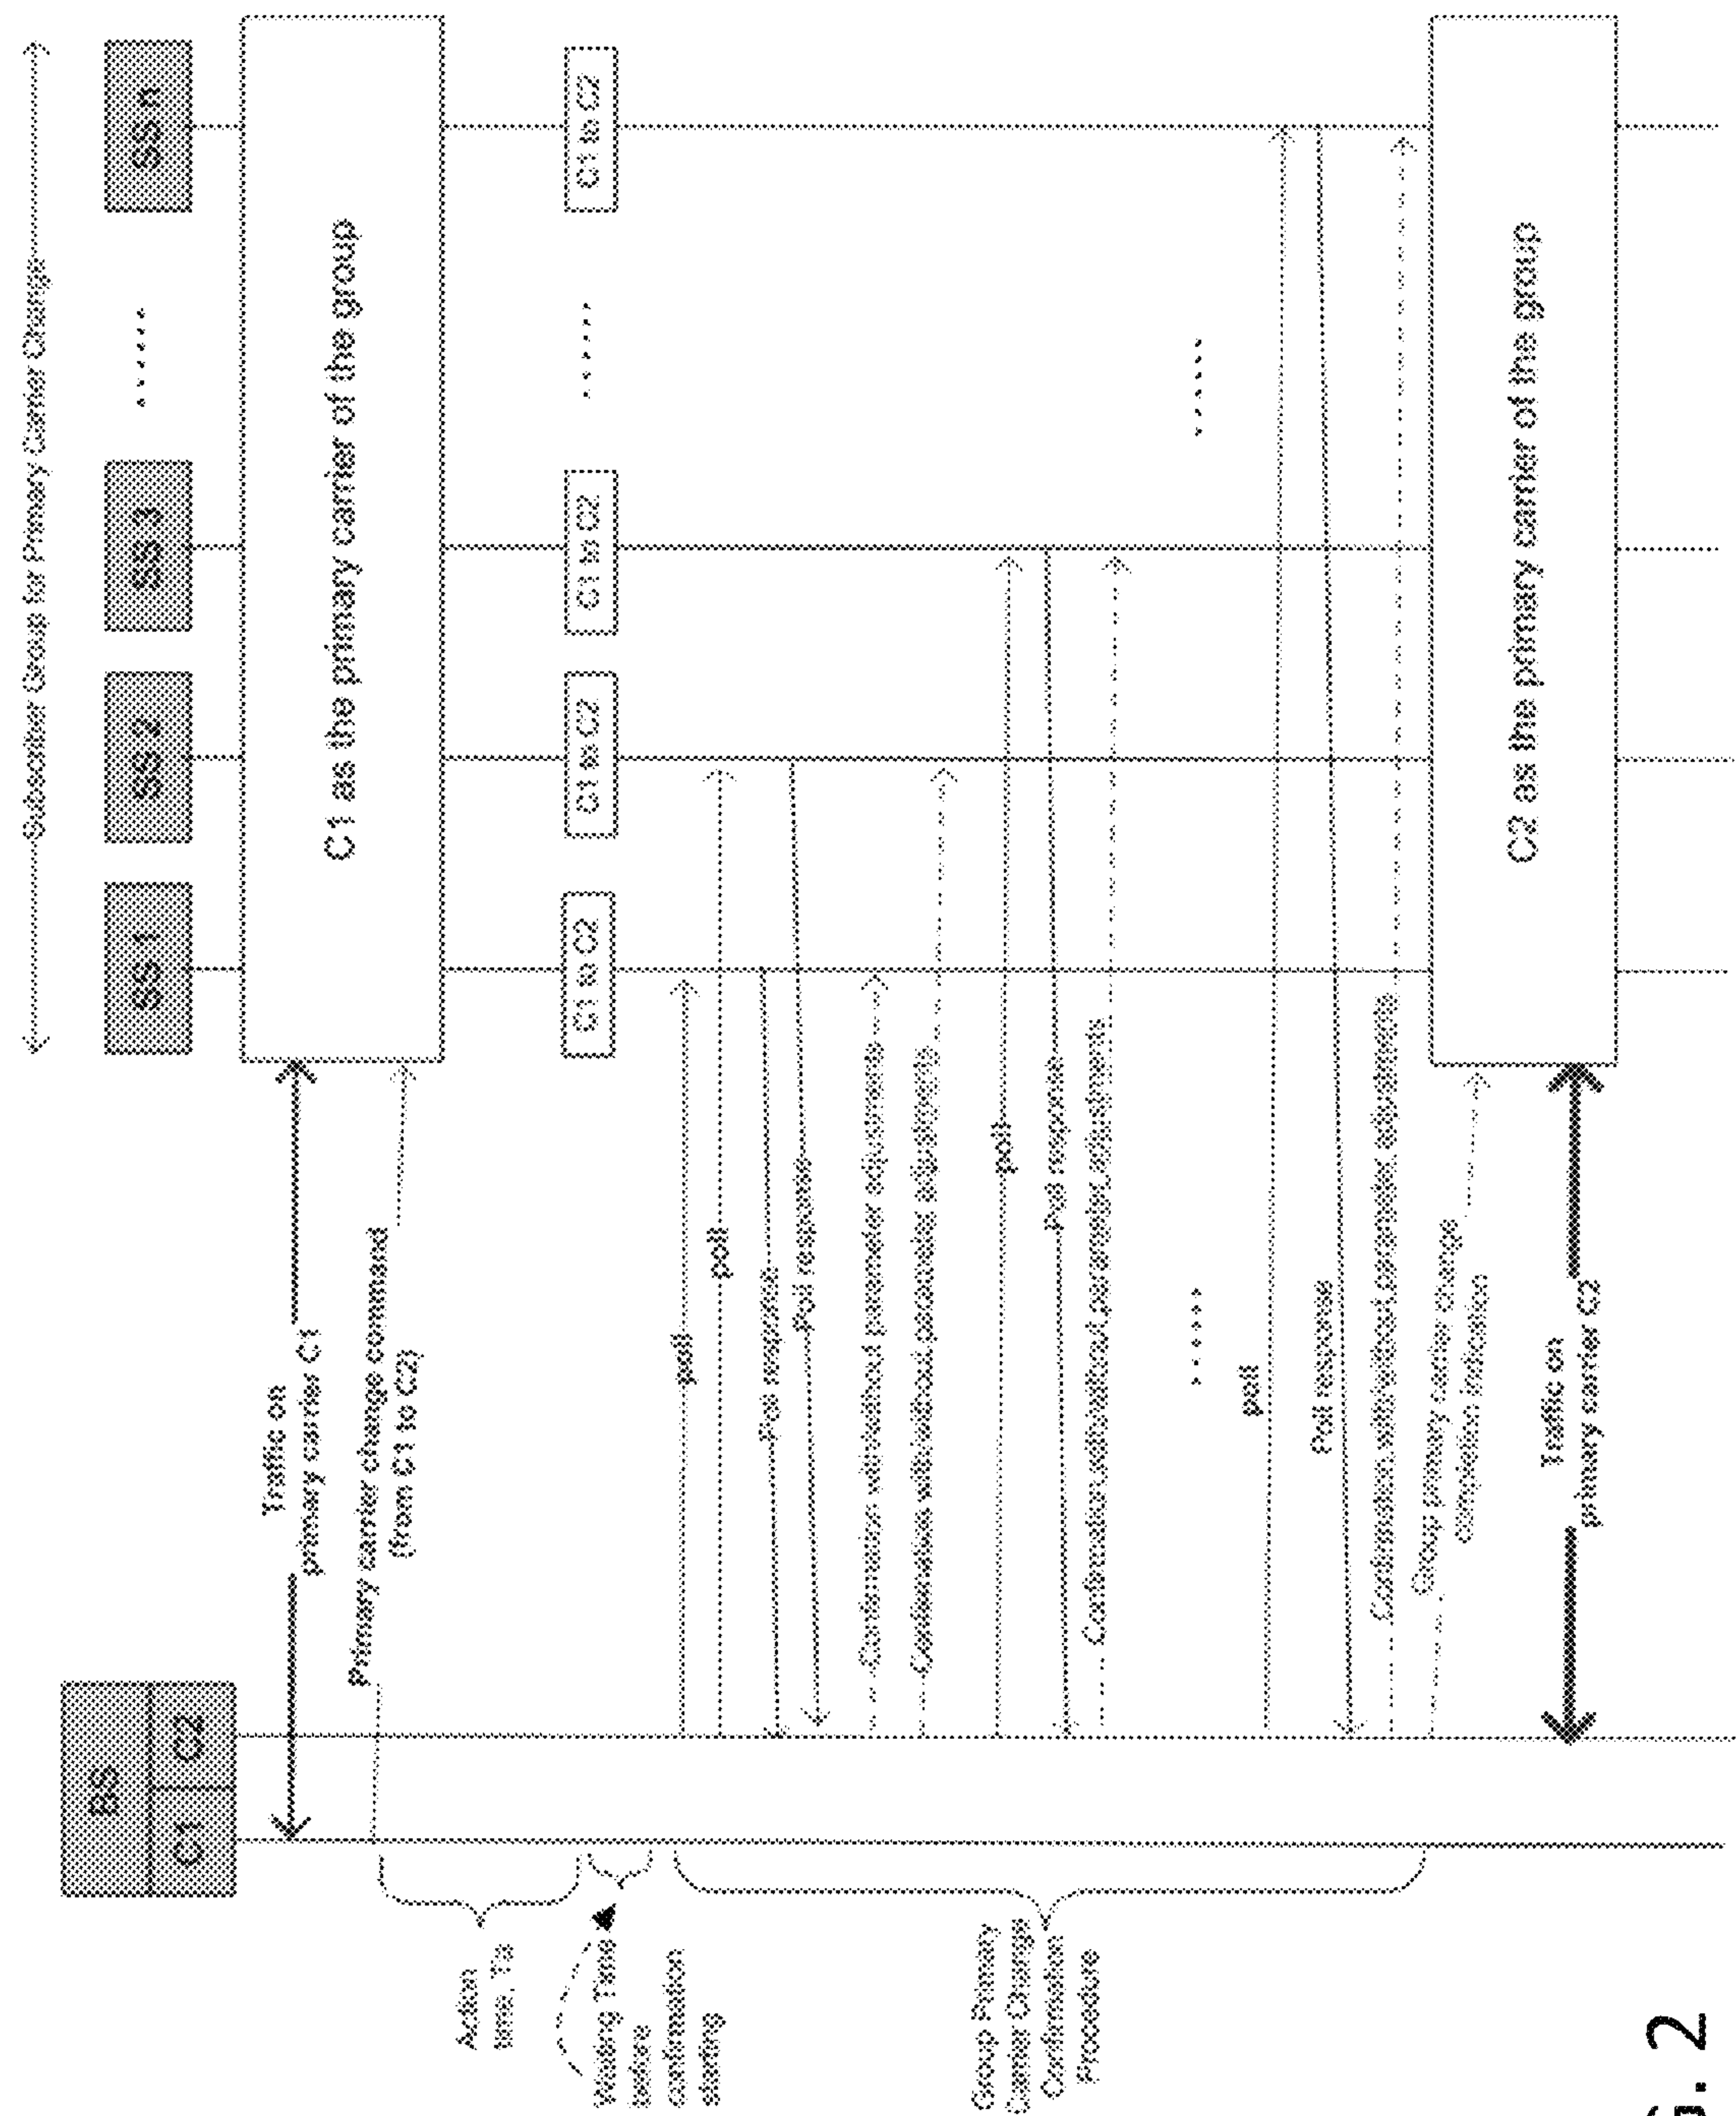 Subscriber Group for Primary Carrier Change
BS
C1 C2
SS 1 SS 2 SS 3 ...... SS n
Traffic on
primary carrier C1
C1 as the primary carrier of the group
Primary carrier change command
(from C1 to C2)
Action
time, Ta
C1 to C2 C1 to C2 C1 to C2 ...... C1 to C2
Waiting Time
before
confirmation
starting
poll
poll
Poll response
Poll response
Confirmation with/without parameter adjustments
Confirmation with/without parameter adjustments
Group Primary
Carrier Change
Confirmation
Procedure
poll
Poll response
Confirmation with/without parameter adjustments
...... ......
poll
Poll response
Confirmation with/without parameter adjustments
Group primary carrier change
completion indication
Traffic on
primary carrier C2
C2 as the primary carrier of the group
G. 2